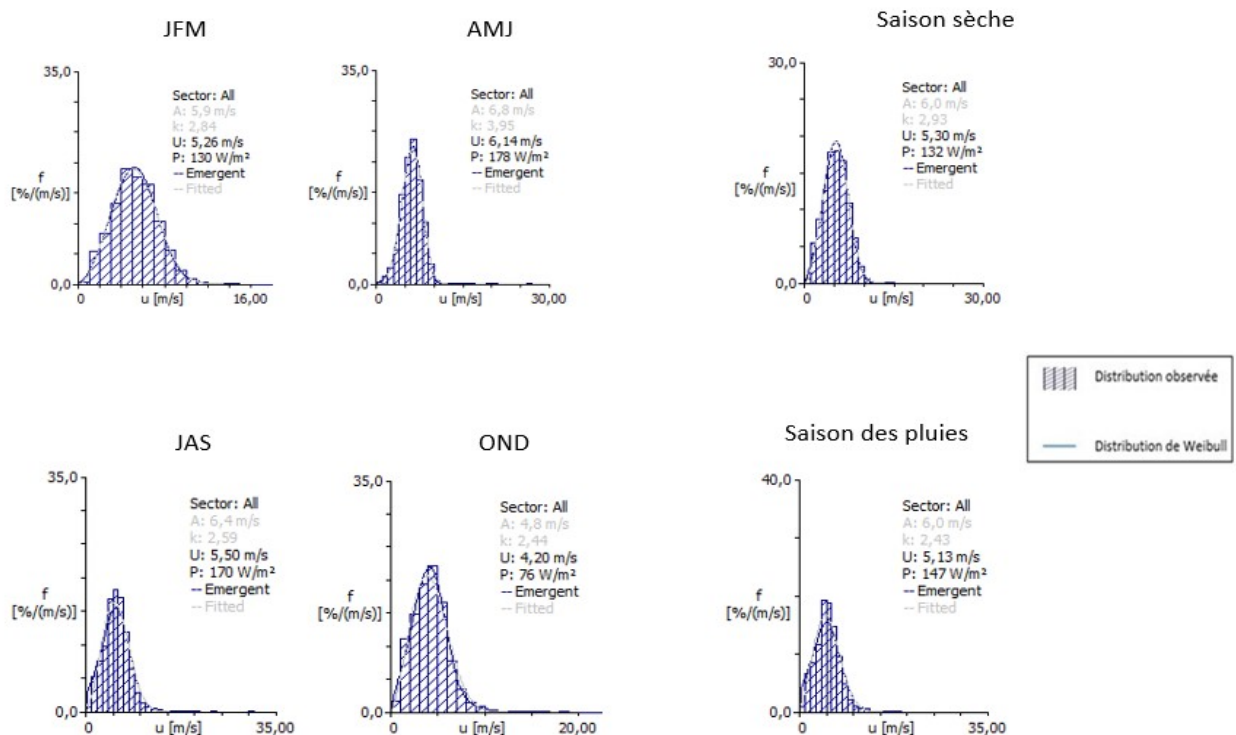 JFM
35,0
Sector: All
A: 5,9 m/s
k: 2,84
U: 5,26 m/s
P: 130 W/m²
-- Emergent
-- Fitted
f
[%/(m/s)]
0,0
0
u [m/s]
16,00
AMJ
35,0
Sector: All
A: 6,8 m/s
k: 3,95
U: 6,14 m/s
P: 178 W/m²
-- Emergent
-- Fitted
f
[%/(m/s)]
0,0
0
u [m/s]
30,00
Saison sèche
30,0
Sector: All
A: 6,0 m/s
k: 2,93
U: 5,30 m/s
P: 132 W/m²
-- Emergent
-- Fitted
f
[%/(m/s)]
0,0
0
u [m/s]
30,00
Distribution observée
Distribution de Weibull
JAS
35,0
Sector: All
A: 6,4 m/s
k: 2,59
U: 5,50 m/s
P: 170 W/m²
-- Emergent
-- Fitted
f
[%/(m/s)]
0,0
0
u [m/s]
35,00
OND
35,0
Sector: All
A: 4,8 m/s
k: 2,44
U: 4,20 m/s
P: 76 W/m²
-- Emergent
-- Fitted
f
[%/(m/s)]
0,0
0
u [m/s]
20,00
Saison des pluies
40,0
Sector: All
A: 6,0 m/s
k: 2,43
U: 5,13 m/s
P: 147 W/m²
-- Emergent
-- Fitted
f
[%/(m/s)]
0,0
0
u [m/s]
35,00